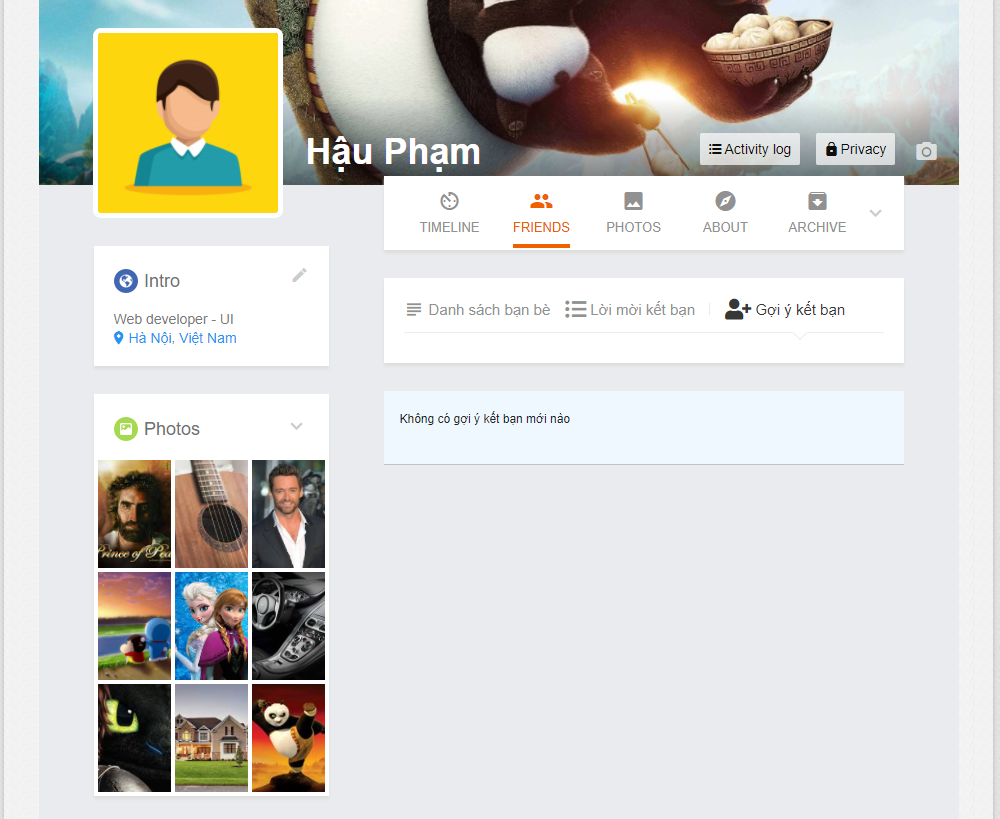 Hậu Phạm
Activity log
Privacy
TIMELINE
FRIENDS
PHOTOS
ABOUT
ARCHIVE
Intro
Web developer - UI
Hà Nội, Việt Nam
Danh sách bạn bè
Lời mời kết bạn
Gợi ý kết bạn
Không có gợi ý kết bạn mới nào
Photos
Prince of Pea